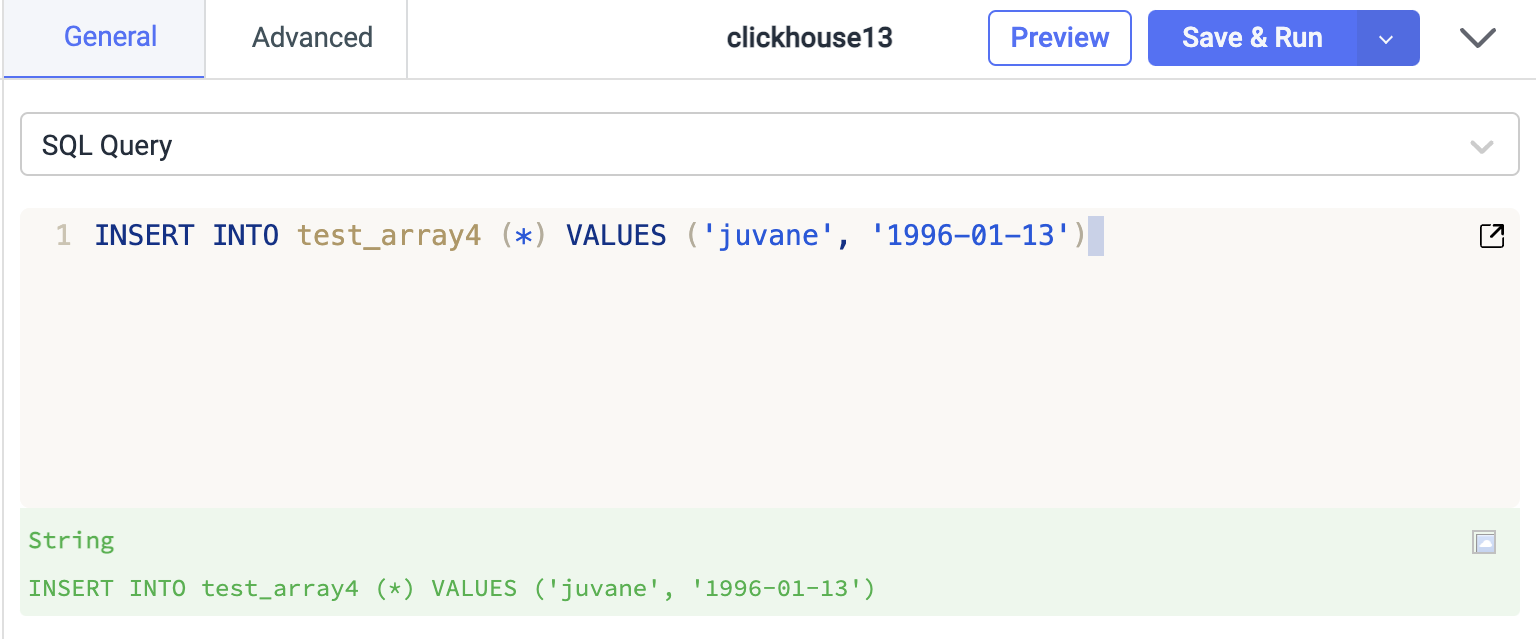 General Advanced clickhouse13 Preview Save & Run
SQL Query
1 INSERT INTO test_array4 (*) VALUES ('juvane', '1996-01-13')
String
INSERT INTO test_array4 (*) VALUES ('juvane', '1996-01-13')